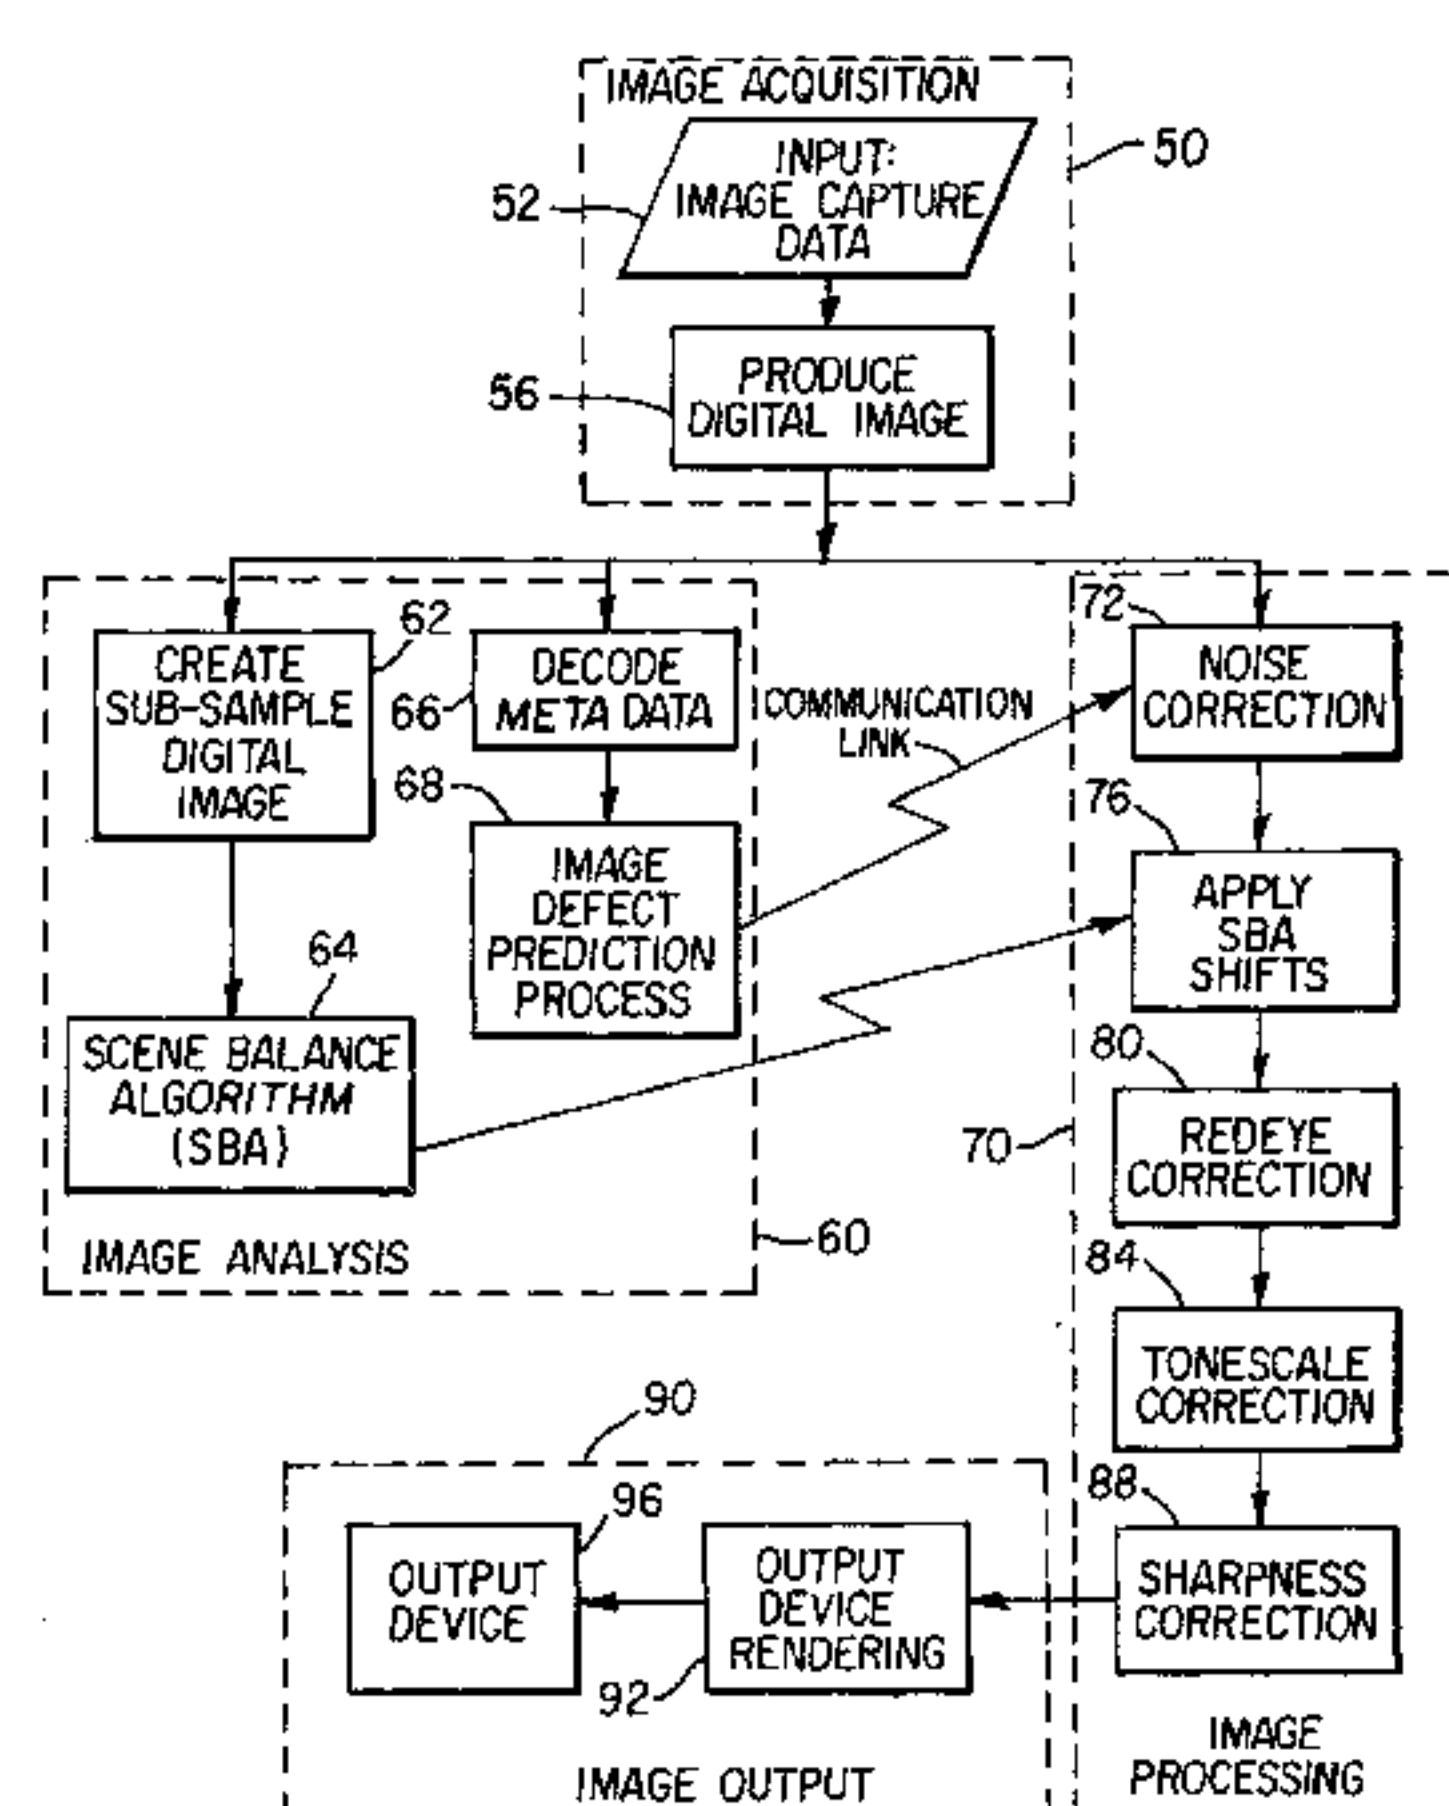 IMAGE ACQUISITION
50
INPUT:
IMAGE CAPTURE
DATA
52
PRODUCE
DIGITAL IMAGE
56
62
CREATE
SUB-SAMPLE
DIGITAL
IMAGE
66
DECODE
META DATA
68
IMAGE
DEFECT
PREDICTION
PROCESS
64
SCENE BALANCE
ALGORITHM
(SBA)
IMAGE ANALYSIS
60
COMMUNICATION
LINK
72
NOISE
CORRECTION
76
APPLY
SBA
SHIFTS
80
REDEYE
CORRECTION
70
84
TONESCALE
CORRECTION
88
SHARPNESS
CORRECTION
IMAGE
PROCESSING
90
96
OUTPUT
DEVICE
OUTPUT
DEVICE
RENDERING
92
IMAGE OUTPUT